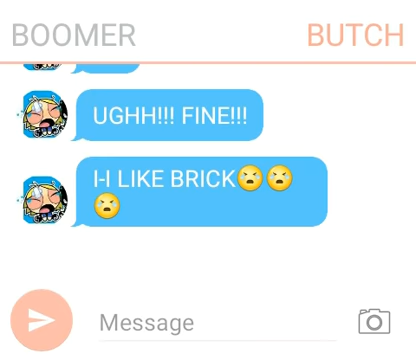 BOOMER BUTCH
UGHH!!! FINE!!!
I-I LIKE BRICK😫😫
😫
Message